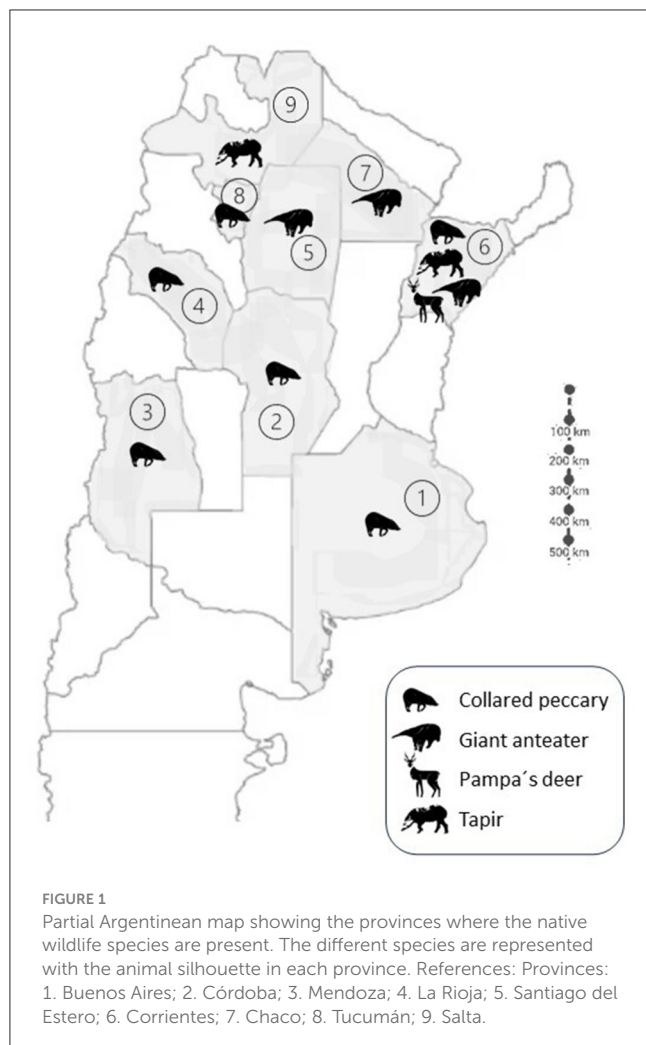 9
7
8
6
5
4
3
2
1
100 km
200 km
300 km
400 km
500 km
Collared peccary
Giant anteater
Pampa´s deer
Tapir
FIGURE 1
Partial Argentinean map showing the provinces where the native
wildlife species are present. The different species are represented
with the animal silhouette in each province. References: Provinces:
1. Buenos Aires; 2. Córdoba; 3. Mendoza; 4. La Rioja; 5. Santiago del
Estero; 6. Corrientes; 7. Chaco; 8. Tucumán; 9. Salta.